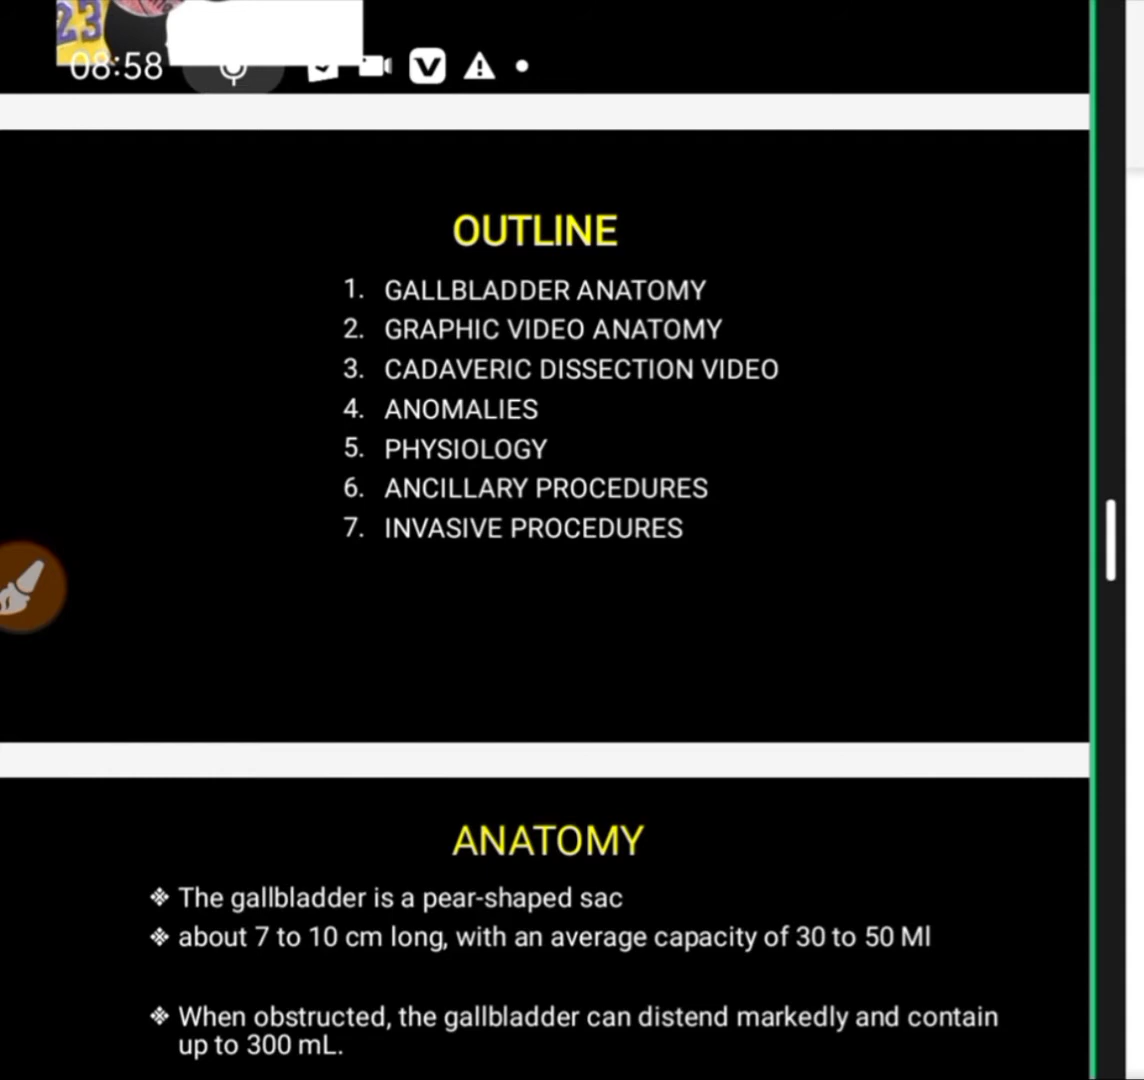 23
08:58
OUTLINE
1. GALLBLADDER ANATOMY
2. GRAPHIC VIDEO ANATOMY
3. CADAVERIC DISSECTION VIDEO
4. ANOMALIES
5. PHYSIOLOGY
6. ANCILLARY PROCEDURES
7. INVASIVE PROCEDURES
ANATOMY
❖ The gallbladder is a pear-shaped sac
❖ about 7 to 10 cm long, with an average capacity of 30 to 50 Ml
❖ When obstructed, the gallbladder can distend markedly and contain
up to 300 mL.